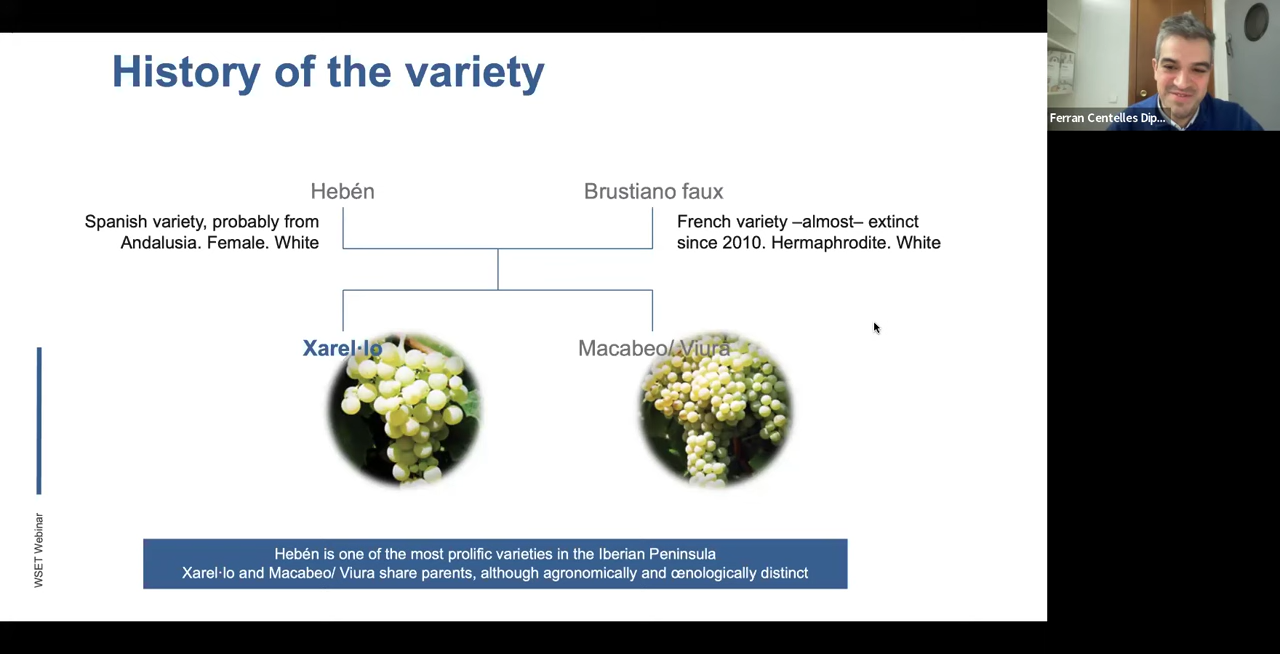 History of the variety
Hebén
Brustiano faux
Spanish variety, probably from
Andalusia. Female. White
French variety –almost– extinct
since 2010. Hermaphrodite. White
Xarel·lo
Macabeo/ Viura
Hebén is one of the most prolific varieties in the Iberian Peninsula
Xarel·lo and Macabeo/ Viura share parents, although agronomically and œnologically distinct
WSET Webinar
Ferran Centelles Dip...